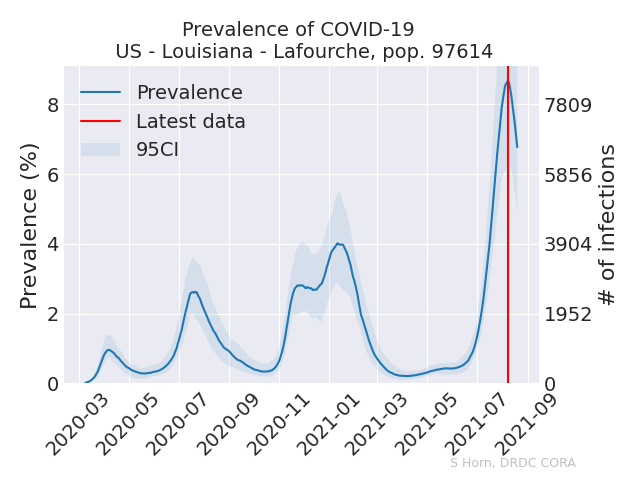 Prevalence of COVID-19
US - Louisiana - Lafourche, pop. 97614
Prevalence
Latest data
95CI
Prevalence (%)
8
6
4
2
0
7809
5856
3904
1952
0
# of infections
2020-03
2020-05
2020-07
2020-09
2020-11
2021-01
2021-03
2021-05
2021-07
2021-09
S Horn, DRDC CORA